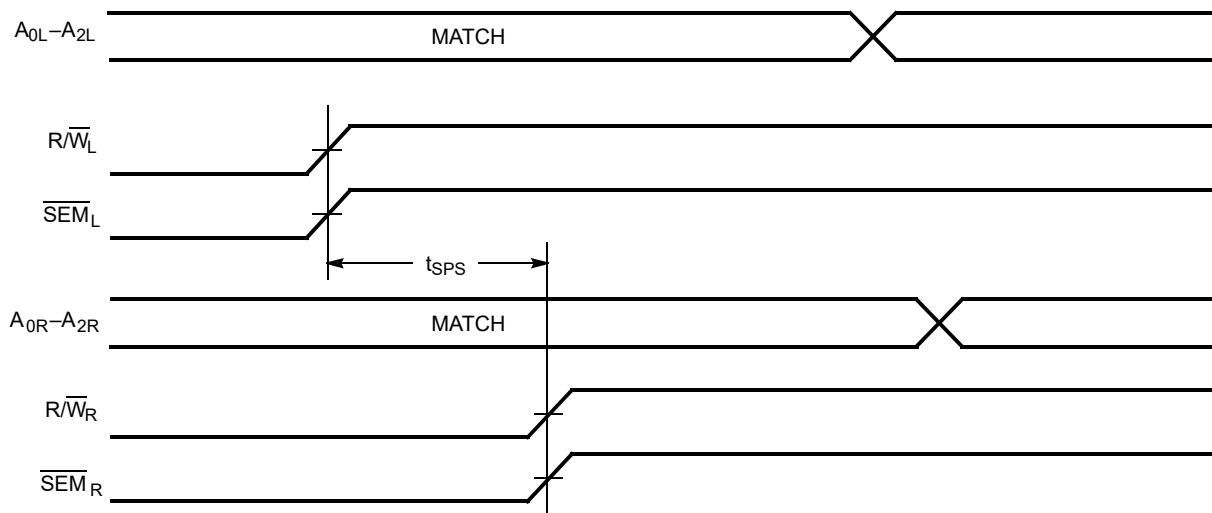 A0L–A2L
MATCH
R/W̅L
S̅E̅M̅L
tSPS
A0R–A2R
MATCH
R/W̅R
S̅E̅M̅R